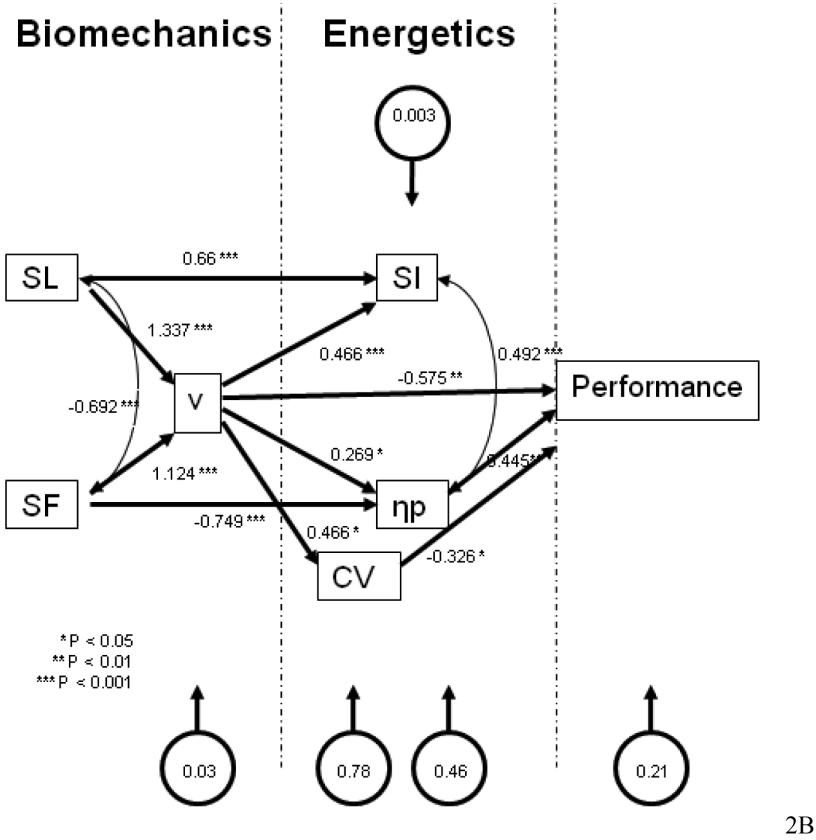 Biomechanics
Energetics
0.003
SL
0.66 ***
SI
1.337 ***
0.466 ***
0.492 ***
-0.575 **
Performance
v
-0.692 ***
0.269 *
0.445**
1.124 ***
SF
ηp
-0.749 ***
0.466 *
-0.326 *
CV
* P < 0.05
** P < 0.01
*** P < 0.001
0.03
0.78
0.46
0.21
2B